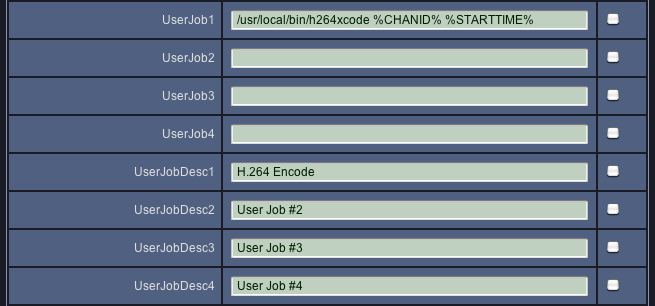 UserJob1 /usr/local/bin/h264xcode %CHANID% %STARTTIME%
UserJob2
UserJob3
UserJob4
UserJobDesc1 H.264 Encode
UserJobDesc2 User Job #2
UserJobDesc3 User Job #3
UserJobDesc4 User Job #4